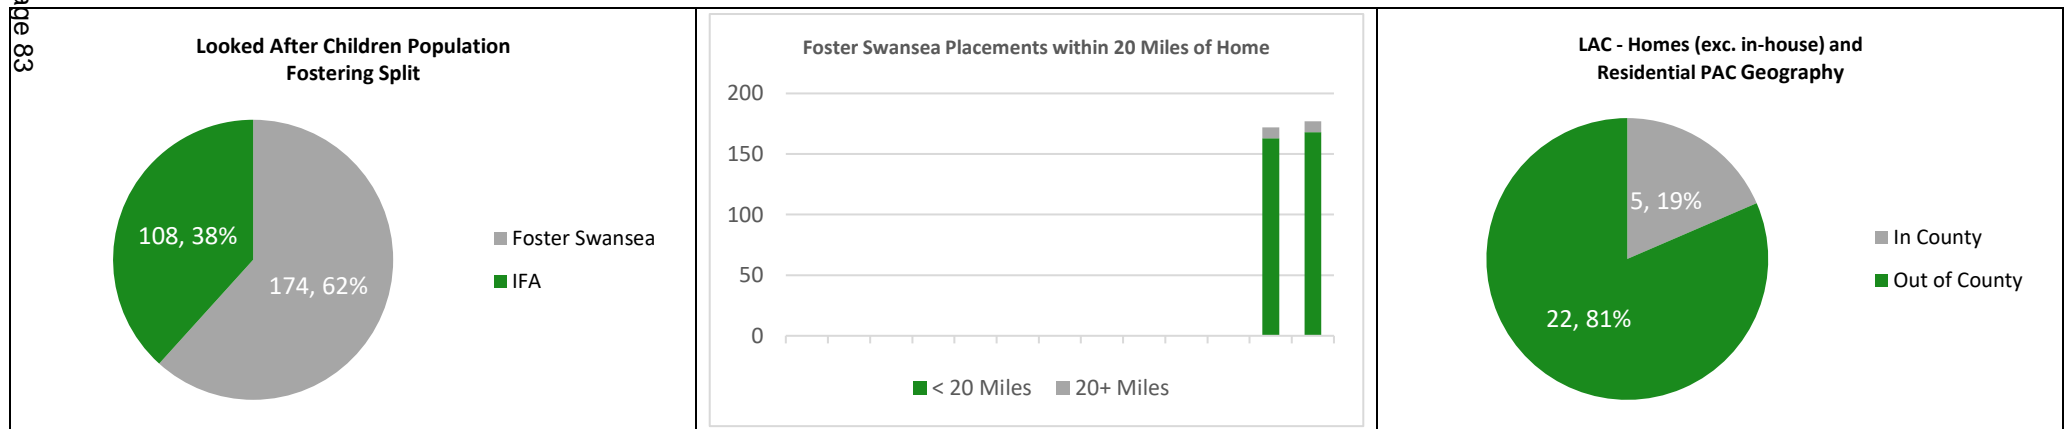 age 83
Looked After Children Population
Fostering Split
108, 38%
174, 62%
Foster Swansea
IFA
Foster Swansea Placements within 20 Miles of Home
200
150
100
50
0
< 20 Miles 20+ Miles
LAC - Homes (exc. in-house) and
Residential PAC Geography
5, 19%
22, 81%
In County
Out of County